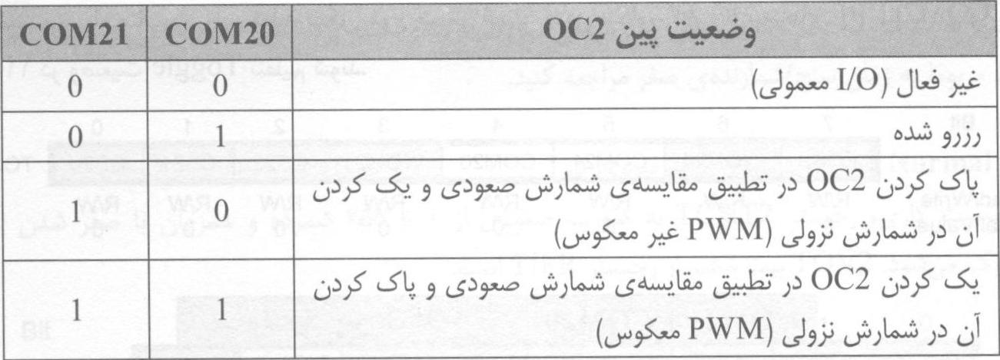 COM21 COM20 وضعیت پین OC2
0 0 غیر فعال (I/O معمولی)
0 1 رزرو شده
1 0 پاک کردن OC2 در تطبیق مقایسه‌ی شمارش صعودی و یک کردن
آن در شمارش نزولی (PWM غیر معکوس)
1 1 یک کردن OC2 در تطبیق مقایسه‌ی شمارش صعودی و پاک کردن
آن در شمارش نزولی (PWM معکوس)